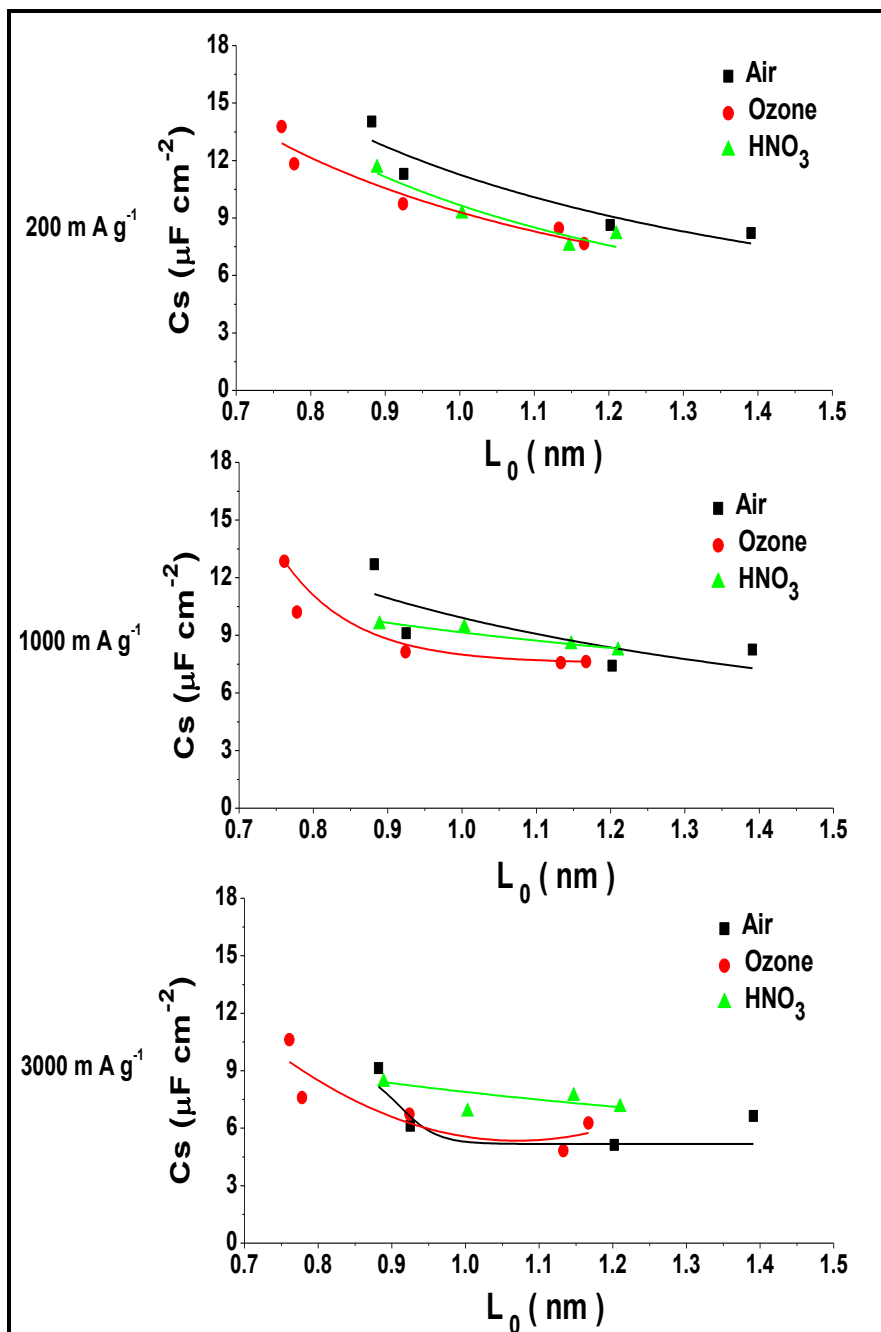 18
15
12
9
6
3
0
Cs (μF cm⁻²)
200 m A g⁻¹
Air
Ozone
HNO₃
0.7 0.8 0.9 1.0 1.1 1.2 1.3 1.4 1.5
L₀ ( nm )
18
15
12
9
6
3
0
Cs (μF cm⁻²)
1000 m A g⁻¹
Air
Ozone
HNO₃
0.7 0.8 0.9 1.0 1.1 1.2 1.3 1.4 1.5
L₀ ( nm )
18
15
12
9
6
3
0
Cs (μF cm⁻²)
3000 m A g⁻¹
Air
Ozone
HNO₃
0.7 0.8 0.9 1.0 1.1 1.2 1.3 1.4 1.5
L₀ ( nm )